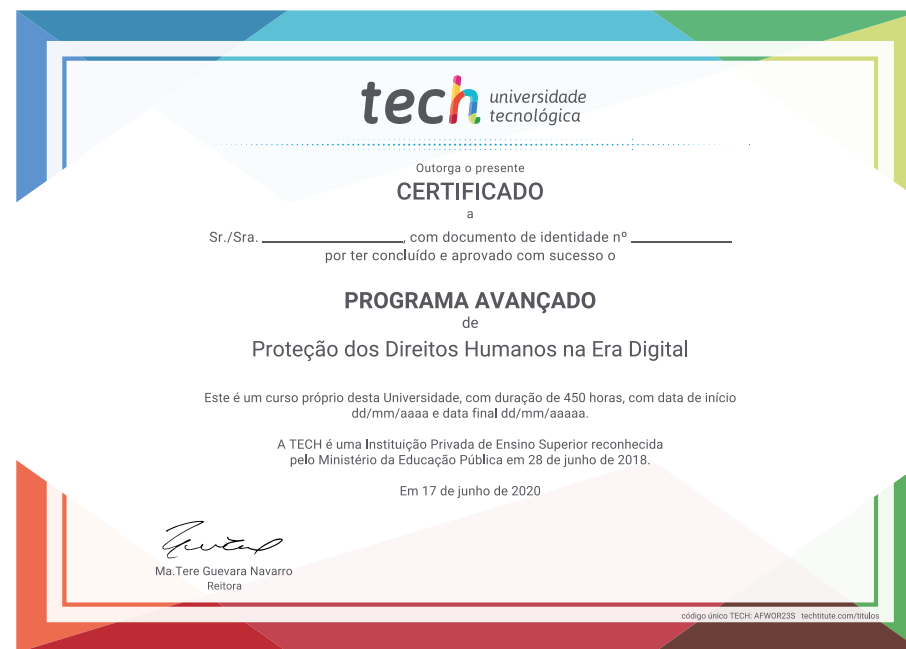 tech universidade
tecnológica
Outorga o presente
CERTIFICADO
a
Sr./Sra. ____________________, com documento de identidade nº ______________
por ter concluído e aprovado com sucesso o
PROGRAMA AVANÇADO
de
Proteção dos Direitos Humanos na Era Digital
Este é um curso próprio desta Universidade, com duração de 450 horas, com data de início
dd/mm/aaaa e data final dd/mm/aaaaa.
A TECH é uma Instituição Privada de Ensino Superior reconhecida
pelo Ministério da Educação Pública em 28 de junho de 2018.
Em 17 de junho de 2020
Ma.Tere Guevara Navarro
Reitora
código único TECH: AFWOR23S techtitute.com/titulos